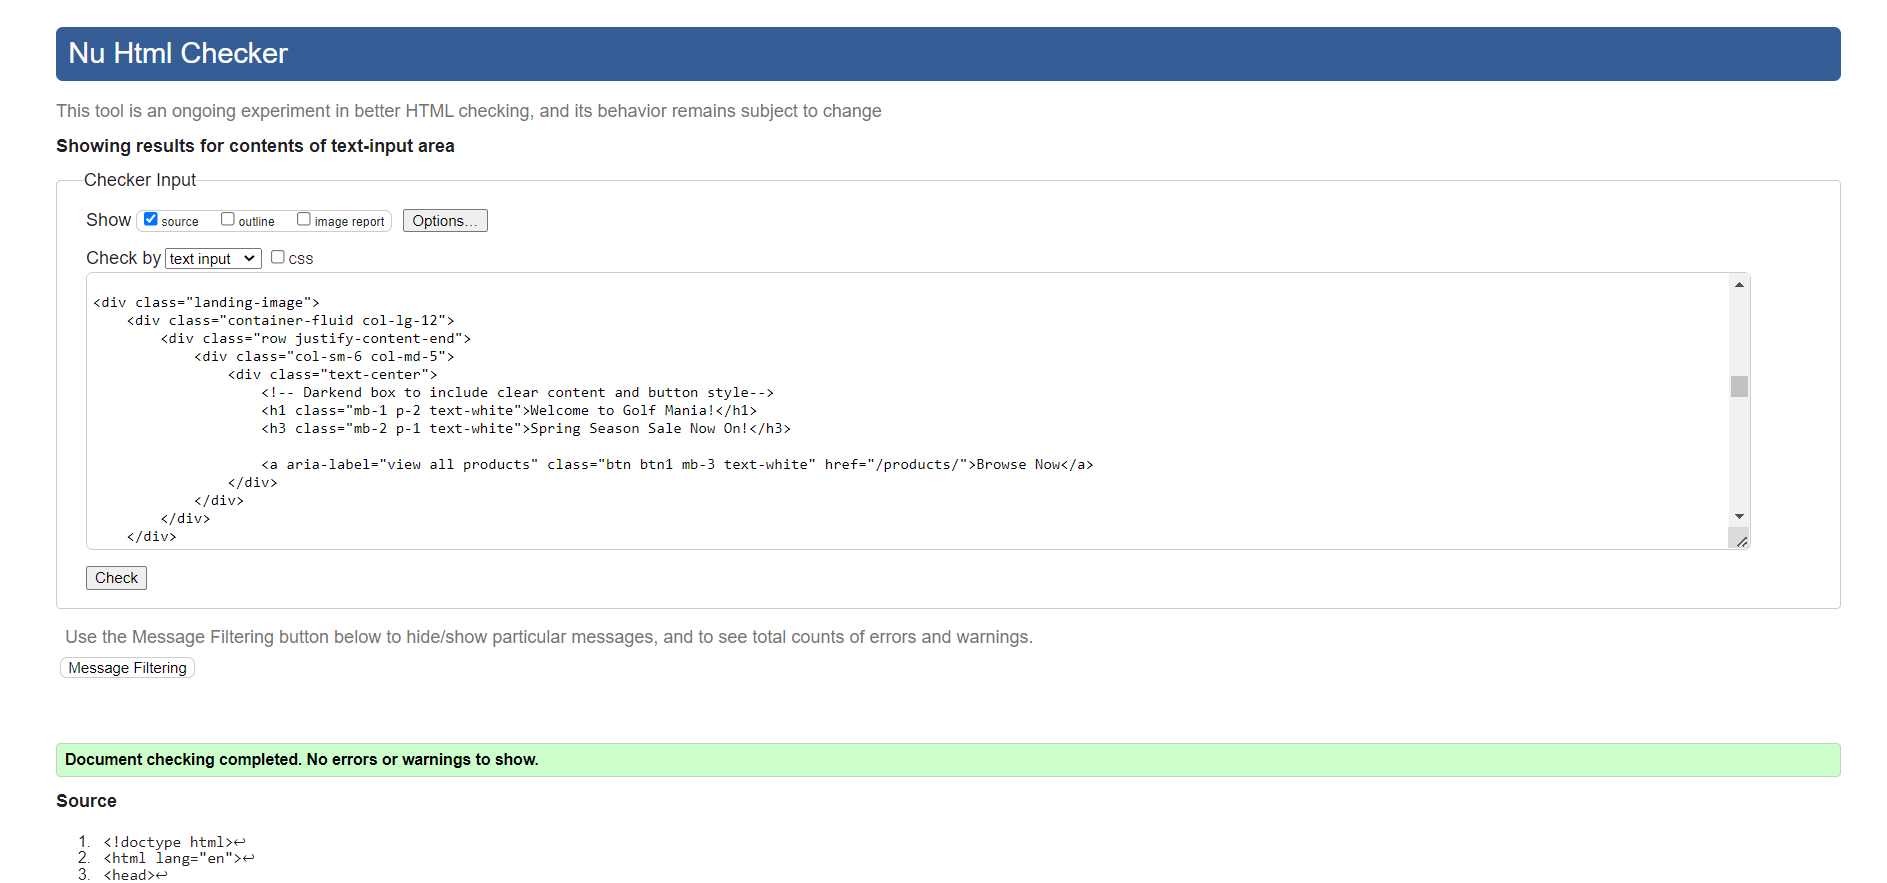 Nu Html Checker
This tool is an ongoing experiment in better HTML checking, and its behavior remains subject to change
Showing results for contents of text-input area
Checker Input
Show source outline image report Options...
Check by text input css
<div class="landing-image">
<div class="container-fluid col-lg-12">
<div class="row justify-content-end">
<div class="col-sm-6 col-md-5">
<div class="text-center">
<!-- Darkend box to include clear content and button style-->
<h1 class="mb-1 p-2 text-white">Welcome to Golf Mania!</h1>
<h3 class="mb-2 p-1 text-white">Spring Season Sale Now On!</h3>
<a aria-label="view all products" class="btn btn1 mb-3 text-white" href="/products/">Browse Now</a>
</div>
</div>
</div>
</div>
Check
Use the Message Filtering button below to hide/show particular messages, and to see total counts of errors and warnings.
Message Filtering
Document checking completed. No errors or warnings to show.
Source
1. <!doctype html>↩
2. <html lang="en">↩
3. <head>↩